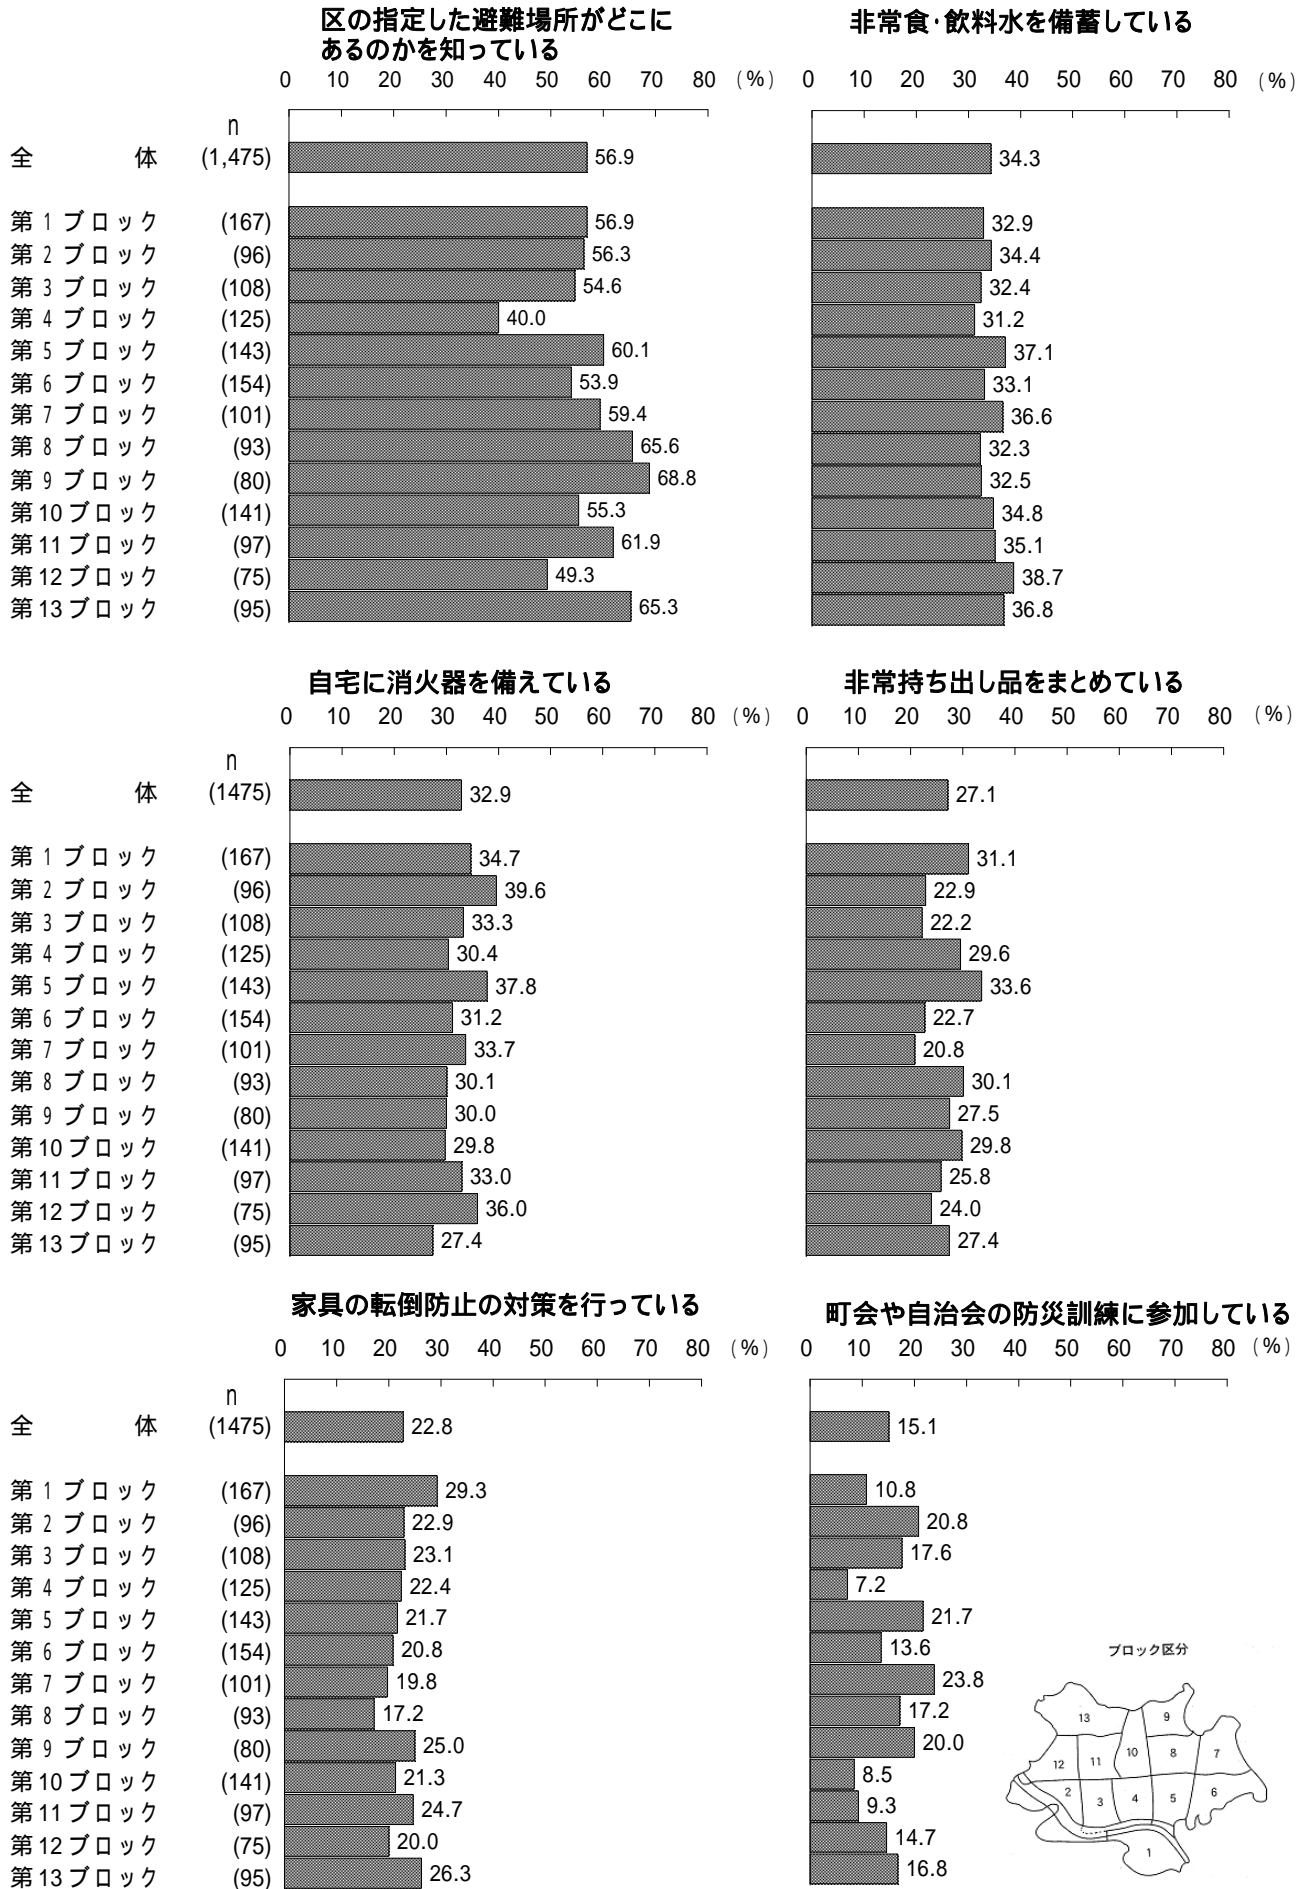 区の指定した避難場所がどこに
あるのかを知っている
0 10 20 30 40 50 60 70 80 (%)
n
全体 (1,475) 56.9
第 1 ブロック (167) 56.9
第 2 ブロック (96) 56.3
第 3 ブロック (108) 54.6
第 4 ブロック (125) 40.0
第 5 ブロック (143) 60.1
第 6 ブロック (154) 53.9
第 7 ブロック (101) 59.4
第 8 ブロック (93) 65.6
第 9 ブロック (80) 68.8
第10ブロック (141) 55.3
第11ブロック (97) 61.9
第12ブロック (75) 49.3
第13ブロック (95) 65.3
非常食・飲料水を備蓄している
0 10 20 30 40 50 60 70 80 (%)
34.3
32.9
34.4
32.4
31.2
37.1
33.1
36.6
32.3
32.5
34.8
35.1
38.7
36.8
自宅に消火器を備えている
0 10 20 30 40 50 60 70 80 (%)
n
全体 (1475) 32.9
第 1 ブロック (167) 34.7
第 2 ブロック (96) 39.6
第 3 ブロック (108) 33.3
第 4 ブロック (125) 30.4
第 5 ブロック (143) 37.8
第 6 ブロック (154) 31.2
第 7 ブロック (101) 33.7
第 8 ブロック (93) 30.1
第 9 ブロック (80) 30.0
第10ブロック (141) 29.8
第11ブロック (97) 33.0
第12ブロック (75) 36.0
第13ブロック (95) 27.4
非常持ち出し品をまとめている
0 10 20 30 40 50 60 70 80 (%)
27.1
31.1
22.9
22.2
29.6
33.6
22.7
20.8
30.1
27.5
29.8
25.8
24.0
27.4
家具の転倒防止の対策を行っている
0 10 20 30 40 50 60 70 80 (%)
n
全体 (1475) 22.8
第 1 ブロック (167) 29.3
第 2 ブロック (96) 22.9
第 3 ブロック (108) 23.1
第 4 ブロック (125) 22.4
第 5 ブロック (143) 21.7
第 6 ブロック (154) 20.8
第 7 ブロック (101) 19.8
第 8 ブロック (93) 17.2
第 9 ブロック (80) 25.0
第10ブロック (141) 21.3
第11ブロック (97) 24.7
第12ブロック (75) 20.0
第13ブロック (95) 26.3
町会や自治会の防災訓練に参加している
0 10 20 30 40 50 60 70 80 (%)
15.1
10.8
20.8
17.6
7.2
21.7
13.6
23.8
17.2
20.0
8.5
9.3
14.7
16.8
ブロック区分
13 9
12 11 10 8 7
2 3 4 5 6
1